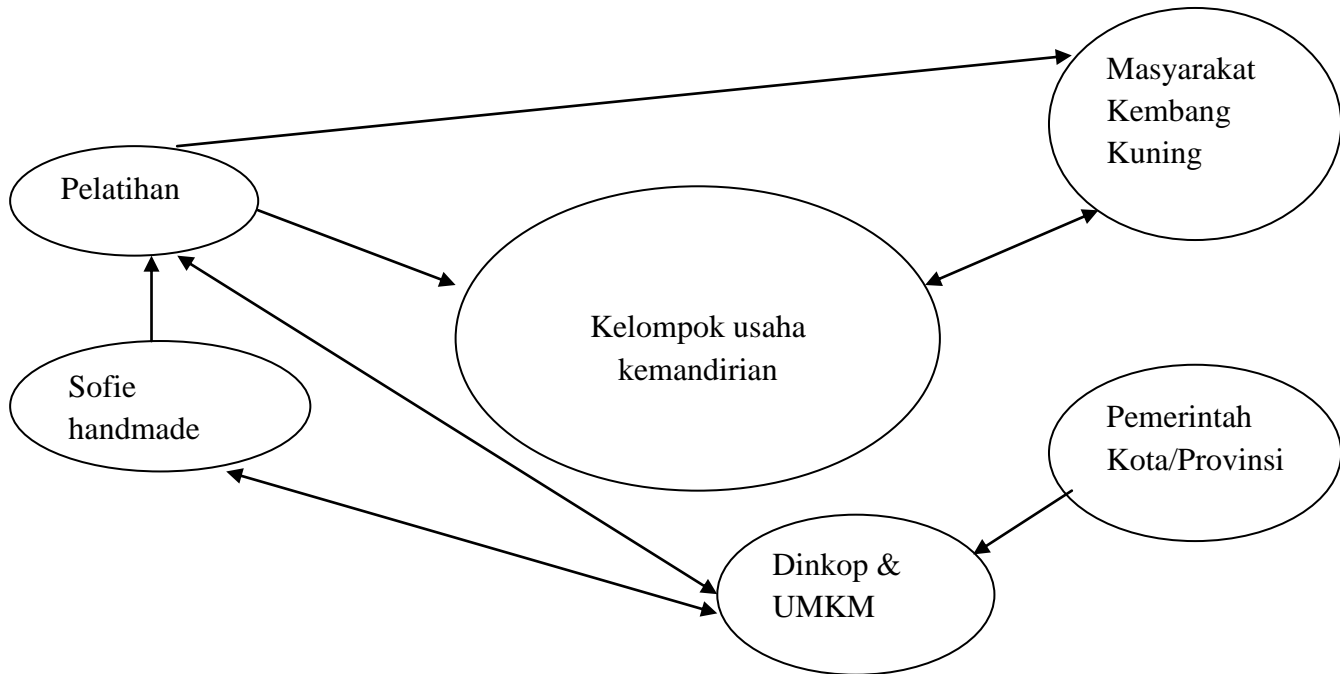 Masyarakat
Kembang
Kuning
Pelatihan
Kelompok usaha
kemandirian
Sofie
handmade
Pemerintah
Kota/Provinsi
Dinkop &
UMKM